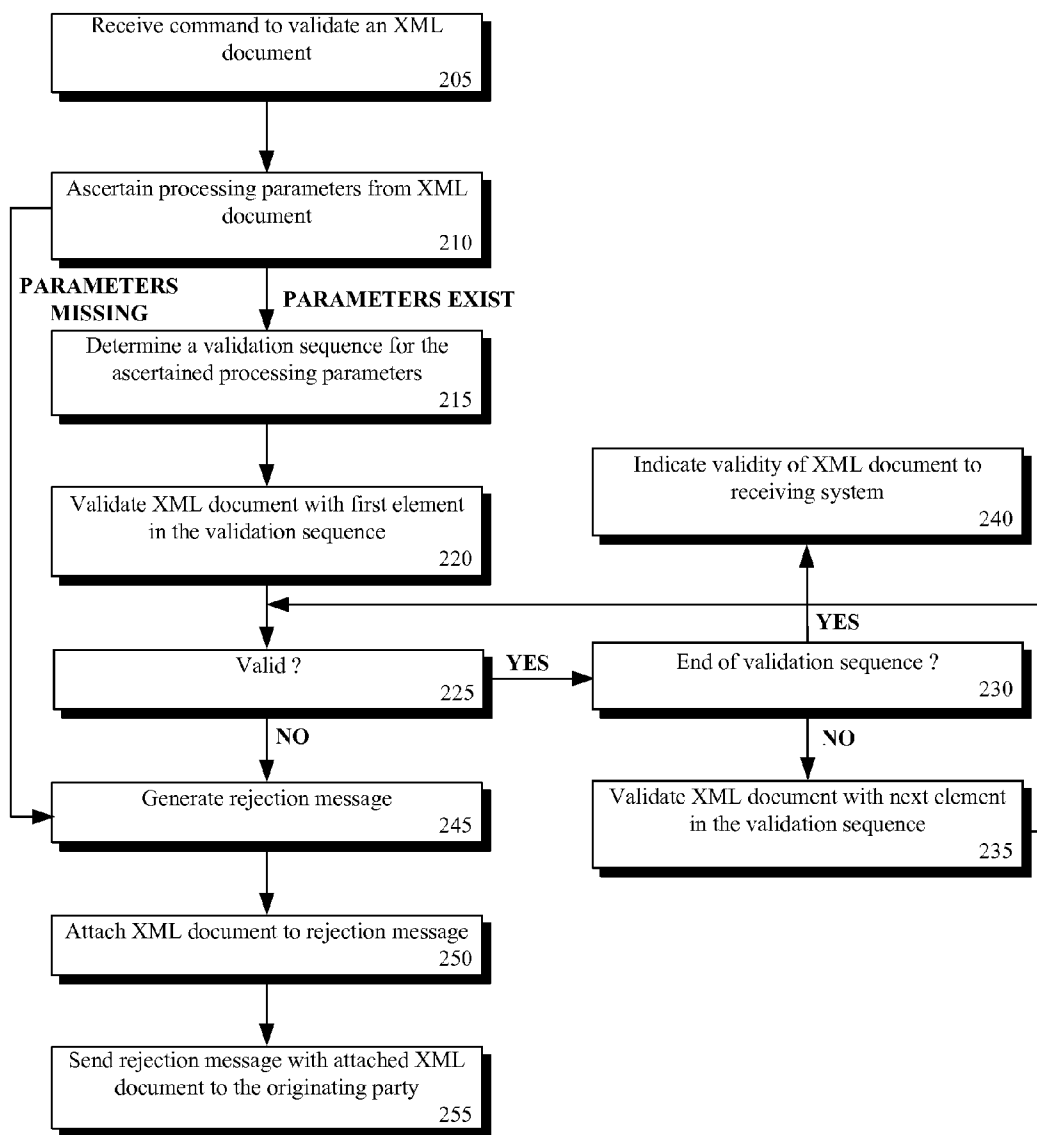 Receive command to validate an XML
document
205
Ascertain processing parameters from XML
document
210
PARAMETERS
MISSING
PARAMETERS EXIST
Determine a validation sequence for the
ascertained processing parameters
215
Validate XML document with first element
in the validation sequence
220
Indicate validity of XML document to
receiving system
240
YES
Valid ?
225
YES
End of validation sequence ?
230
NO
NO
Generate rejection message
245
Validate XML document with next element
in the validation sequence
235
Attach XML document to rejection message
250
Send rejection message with attached XML
document to the originating party
255